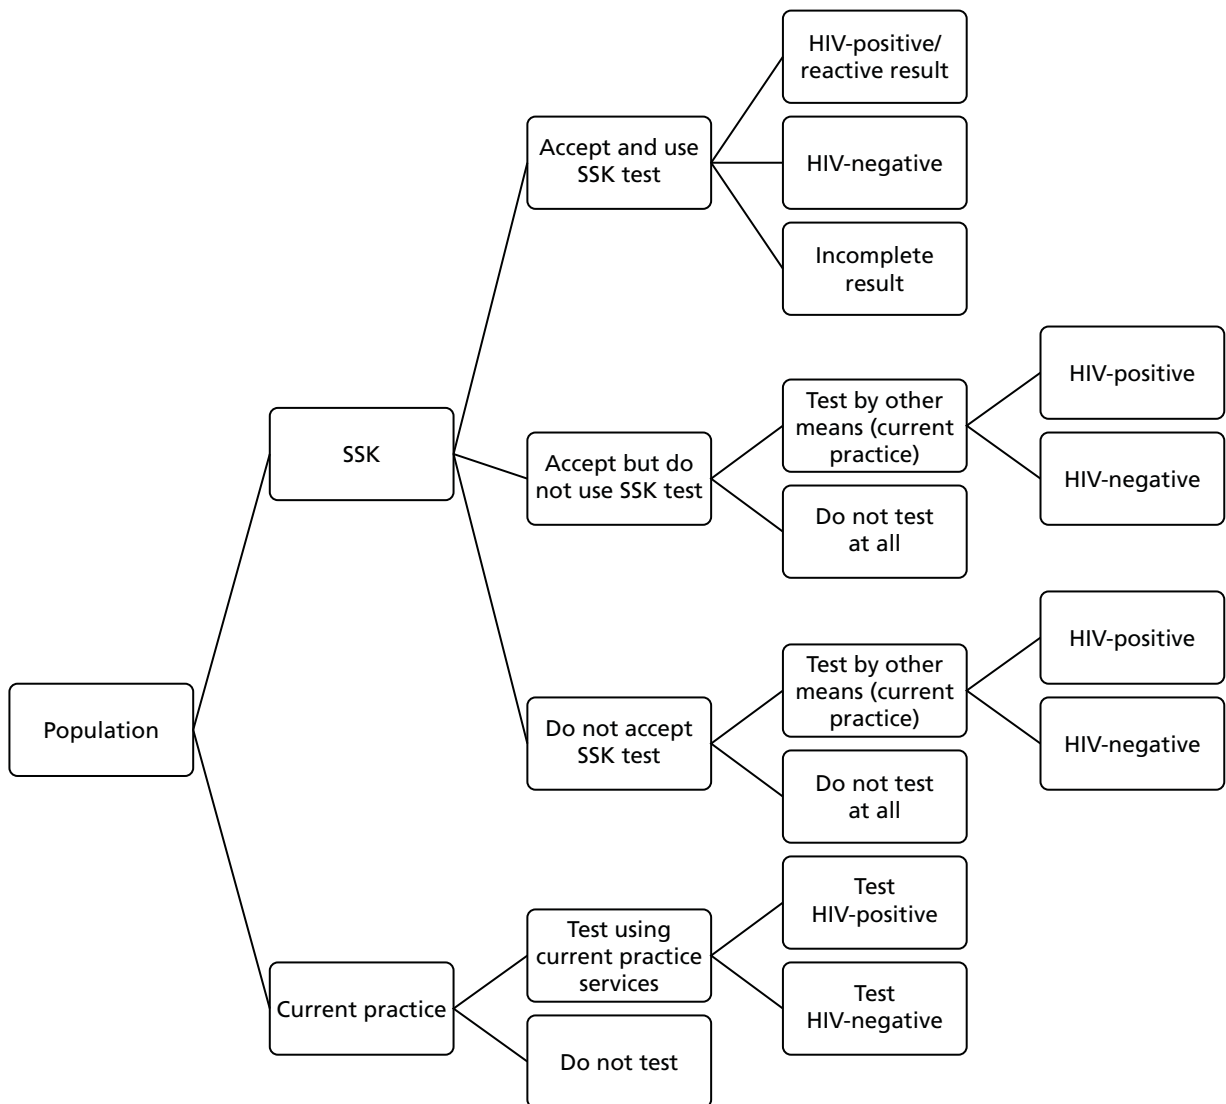 HIV-positive/
reactive result
Accept and use
SSK test
HIV-negative
Incomplete
result
HIV-positive
Test by other
means (current
practice)
SSK
Accept but do
not use SSK test
HIV-negative
Do not test
at all
HIV-positive
Test by other
means (current
practice)
Population
Do not accept
SSK test
HIV-negative
Do not test
at all
Test
HIV-positive
Test using
current practice
services
Current practice
Test
HIV-negative
Do not test